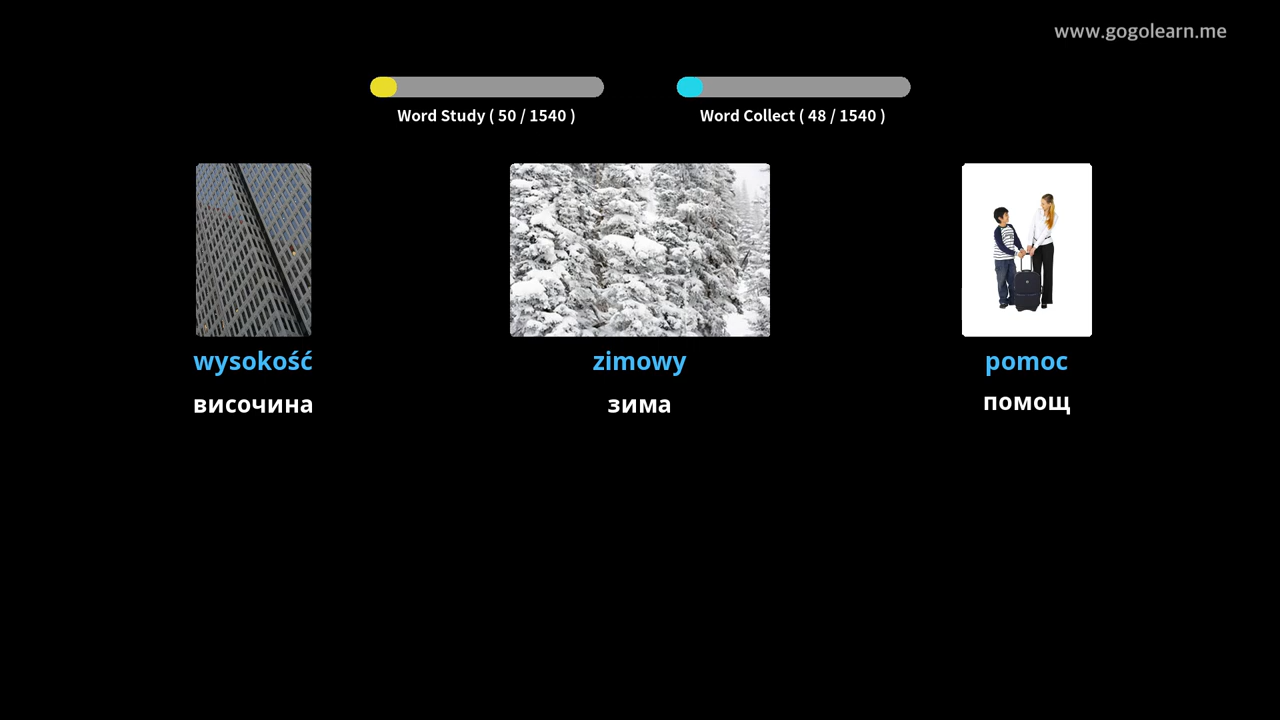 www.gogolearn.me
Word Study ( 50 / 1540 )
Word Collect ( 48 / 1540 )
wysokość
zimowy
pomoc
височина
зима
помощ